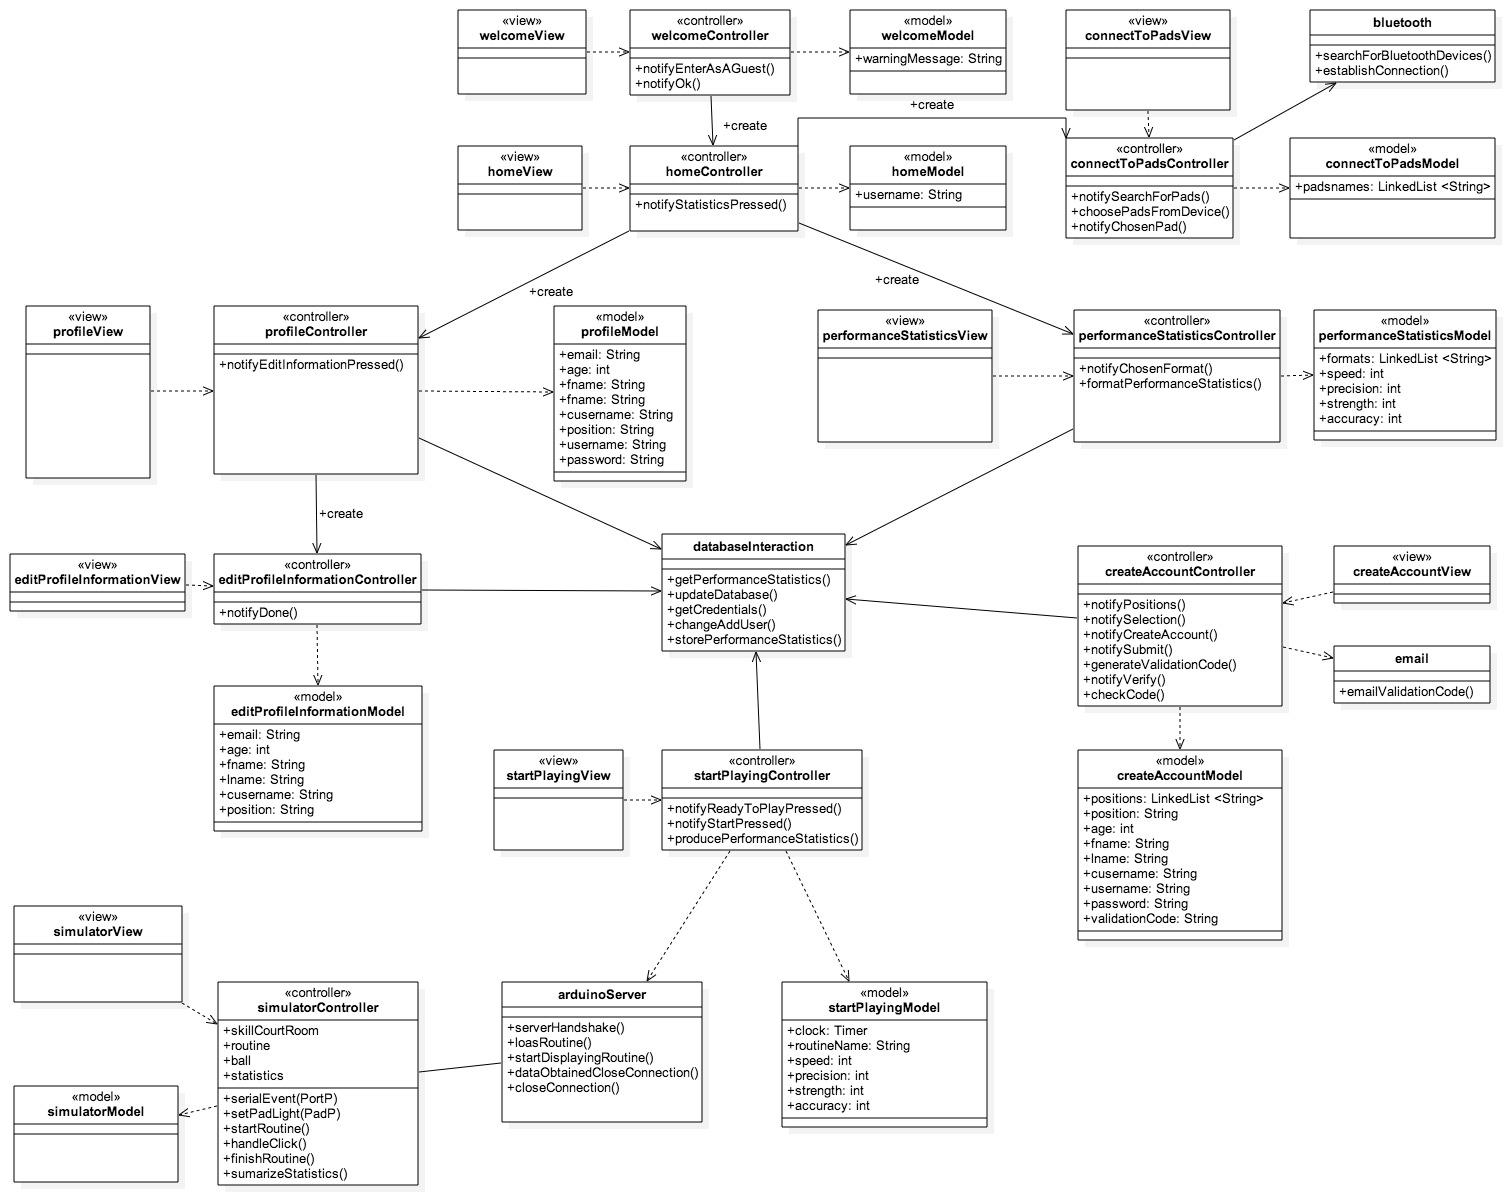 «view»
welcomeView
«controller»
welcomeController
+notifyEnterAsAGuest()
+notifyOk()
«model»
welcomeModel
+warningMessage: String
«view»
connectToPadsView
bluetooth
+searchForBluetoothDevices()
+establishConnection()
+create
+create
«view»
homeView
«controller»
homeController
+notifyStatisticsPressed()
«model»
homeModel
+username: String
«controller»
connectToPadsController
+notifySearchForPads()
+choosePadsFromDevice()
+notifyChosenPad()
«model»
connectToPadsModel
+padsnames: LinkedList <String>
+create
+create
«view»
profileView
«controller»
profileController
+notifyEditInformationPressed()
«model»
profileModel
+email: String
+age: int
+fname: String
+fname: String
+cusername: String
+position: String
+username: String
+password: String
«view»
performanceStatisticsView
«controller»
performanceStatisticsController
+notifyChosenFormat()
+formatPerformanceStatistics()
«model»
performanceStatisticsModel
+formats: LinkedList <String>
+speed: int
+precision: int
+strength: int
+accuracy: int
+create
«view»
editProfileInformationView
«controller»
editProfileInformationController
+notifyDone()
databaseInteraction
+getPerformanceStatistics()
+updateDatabase()
+getCredentials()
+changeAddUser()
+storePerformanceStatistics()
«controller»
createAccountController
+notifyPositions()
+notifySelection()
+notifyCreateAccount()
+notifySubmit()
+generateValidationCode()
+notifyVerify()
+checkCode()
«view»
createAccountView
email
+emailValidationCode()
«model»
editProfileInformationModel
+email: String
+age: int
+fname: String
+lname: String
+cusername: String
+position: String
«view»
startPlayingView
«controller»
startPlayingController
+notifyReadyToPlayPressed()
+notifyStartPressed()
+producePerformanceStatistics()
«model»
createAccountModel
+positions: LinkedList <String>
+position: String
+age: int
+fname: String
+lname: String
+cusername: String
+username: String
+password: String
+validationCode: String
«view»
simulatorView
«controller»
simulatorController
+skillCourtRoom
+routine
+ball
+statistics
+serialEvent(PortP)
+setPadLight(PadP)
+startRoutine()
+handleClick()
+finishRoutine()
+sumarizeStatistics()
arduinoServer
+serverHandshake()
+loasRoutine()
+startDisplayingRoutine()
+dataObtainedCloseConnection()
+closeConnection()
«model»
startPlayingModel
+clock: Timer
+routineName: String
+speed: int
+precision: int
+strength: int
+accuracy: int
«model»
simulatorModel